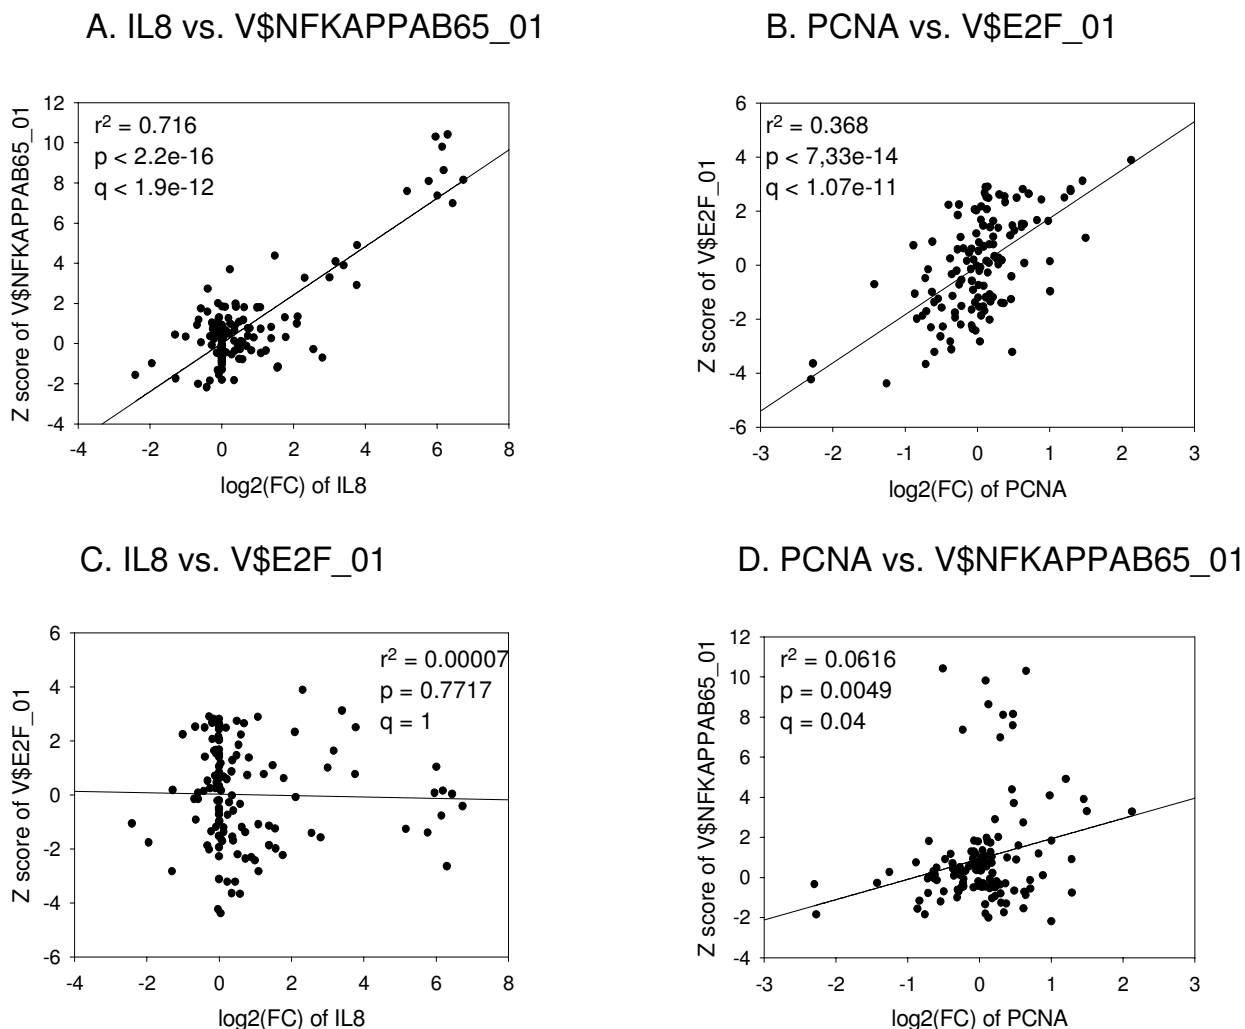 A. IL8 vs. V$NFKAPPAB65_01
B. PCNA vs. V$E2F_01
Z score of V$NFKAPPAB65_01
12
10
8
6
4
2
0
-2
-4
r² = 0.716
p < 2.2e-16
q < 1.9e-12
-4 -2 0 2 4 6 8
log2(FC) of IL8
Z score of V$E2F_01
6
4
2
0
-2
-4
-6
r² = 0.368
p < 7,33e-14
q < 1.07e-11
-3 -2 -1 0 1 2 3
log2(FC) of PCNA
C. IL8 vs. V$E2F_01
D. PCNA vs. V$NFKAPPAB65_01
Z score of V$E2F_01
6
4
2
0
-2
-4
-6
r² = 0.00007
p = 0.7717
q = 1
-4 -2 0 2 4 6 8
log2(FC) of IL8
Z score of V$NFKAPPAB65_01
12
10
8
6
4
2
0
-2
-4
r² = 0.0616
p = 0.0049
q = 0.04
-3 -2 -1 0 1 2 3
log2(FC) of PCNA